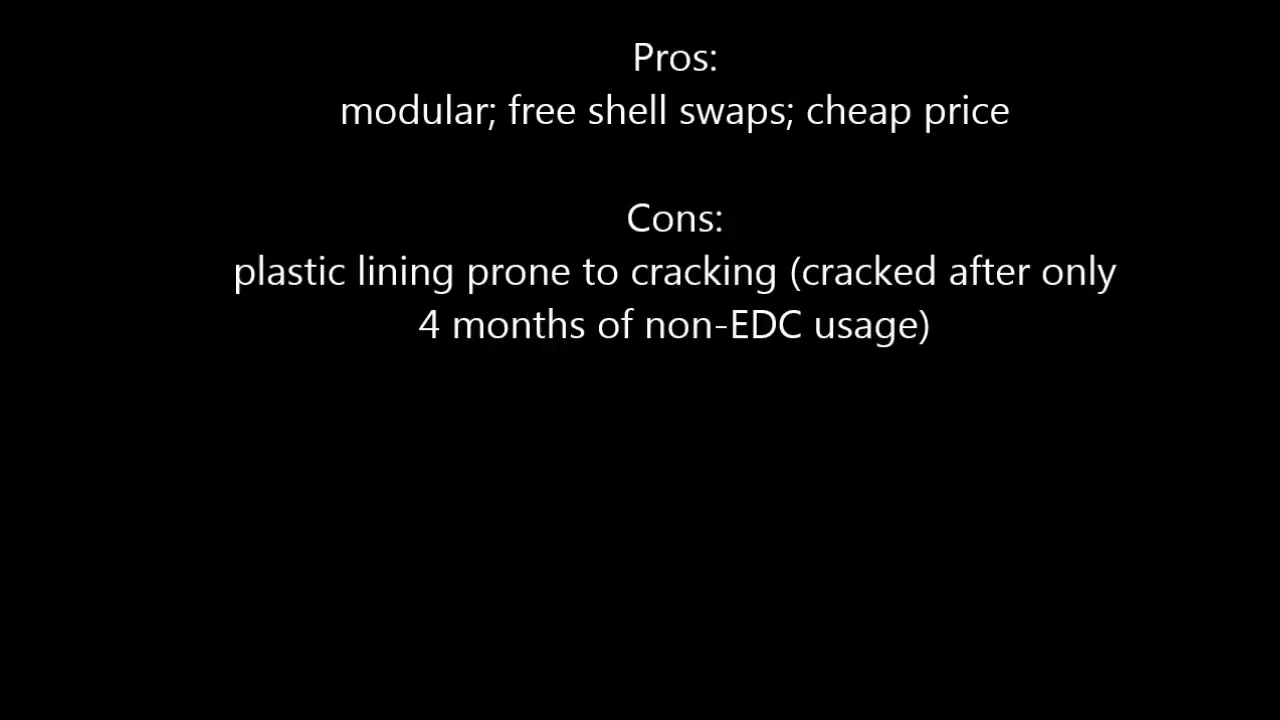 Pros:
modular; free shell swaps; cheap price
Cons:
plastic lining prone to cracking (cracked after only
4 months of non-EDC usage)